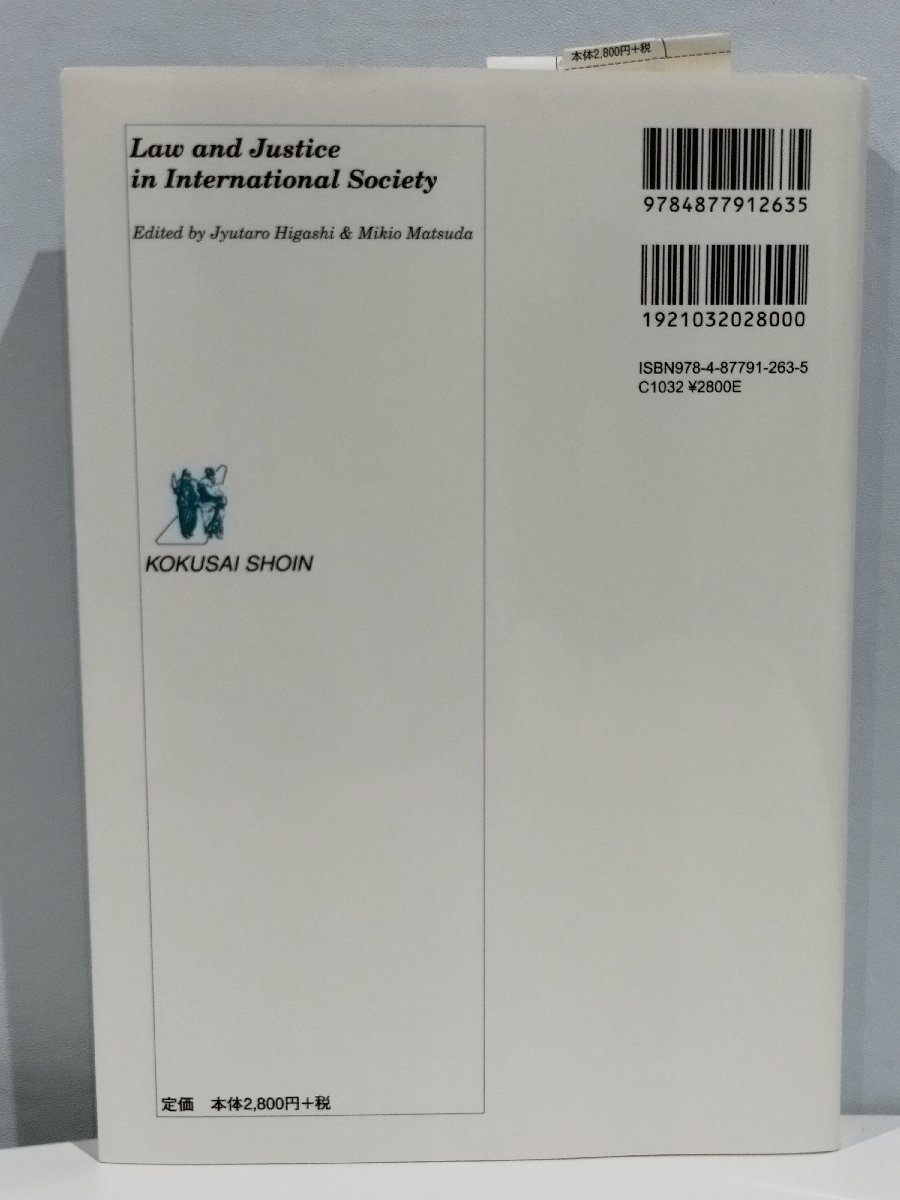 本体2,800円+税
Law and Justice
in International Society
Edited by Jyutaro Higashi & Mikio Matsuda
9784877912635
1921032028000
ISBN978-4-87791-263-5
C1032 ¥2800E
KOKUSAI SHOIN
定価 本体2,800円+税